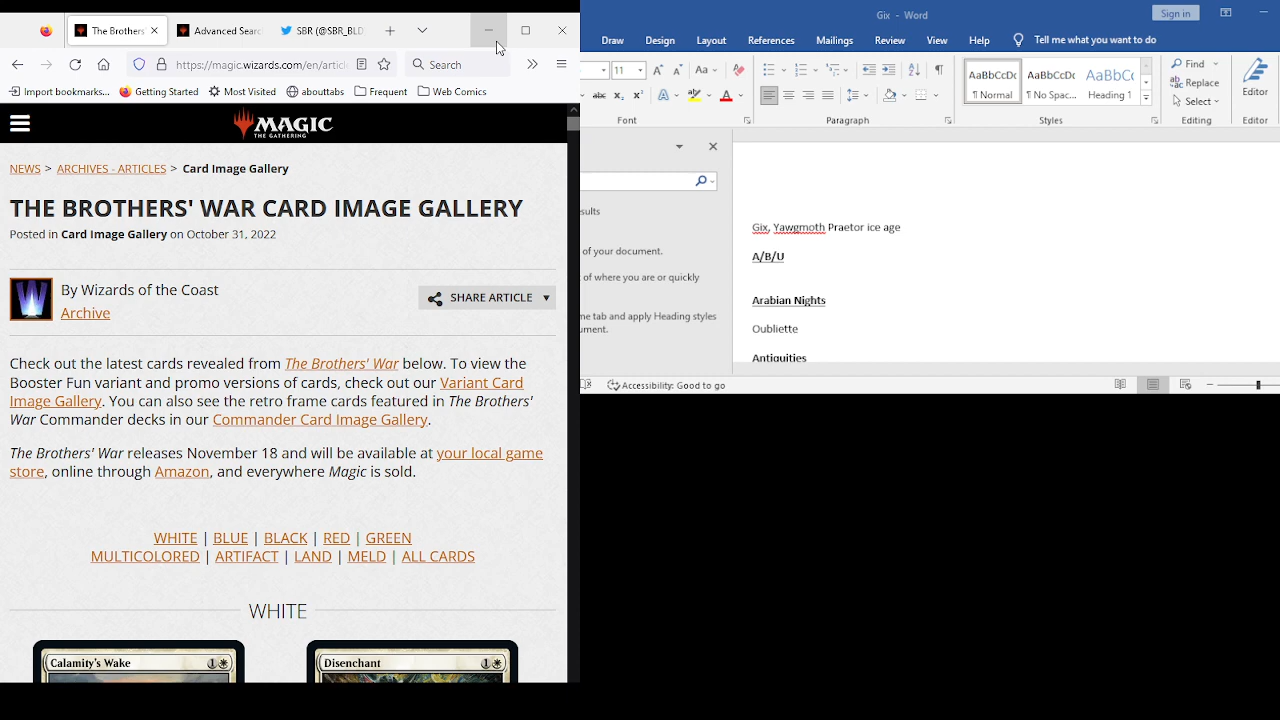 The Brothers
Advanced Searc
SBR (@SBR_BLD
https://magic.wizards.com/en/articl
Search
Import bookmarks...
Getting Started
Most Visited
abouttabs
Frequent
Web Comics
MAGIC
THE GATHERING
NEWS > ARCHIVES - ARTICLES > Card Image Gallery
THE BROTHERS' WAR CARD IMAGE GALLERY
Posted in Card Image Gallery on October 31, 2022
By Wizards of the Coast
Archive
SHARE ARTICLE
Check out the latest cards revealed from The Brothers' War below. To view the
Booster Fun variant and promo versions of cards, check out our Variant Card
Image Gallery. You can also see the retro frame cards featured in The Brothers'
War Commander decks in our Commander Card Image Gallery.
The Brothers' War releases November 18 and will be available at your local game
store, online through Amazon, and everywhere Magic is sold.
WHITE | BLUE | BLACK | RED | GREEN
MULTICOLORED | ARTIFACT | LAND | MELD | ALL CARDS
WHITE
Calamity's Wake 1
Disenchant 1
Gix - Word
Sign in
Draw Design Layout References Mailings Review View Help Tell me what you want to do
11 A A Aa A
abc x₂ x² A A
AaBbCcDc AaBbCcDc AaBbC(
¶ Normal ¶ No Spac... Heading 1
Find
Replace
Select
Editor
Font Paragraph Styles Editing Editor
sults
of your document.
of where you are or quickly
me tab and apply Heading styles
ument.
Gix, Yawgmoth Praetor ice age
A/B/U
Arabian Nights
Oubliette
Antiquities
Accessibility: Good to go